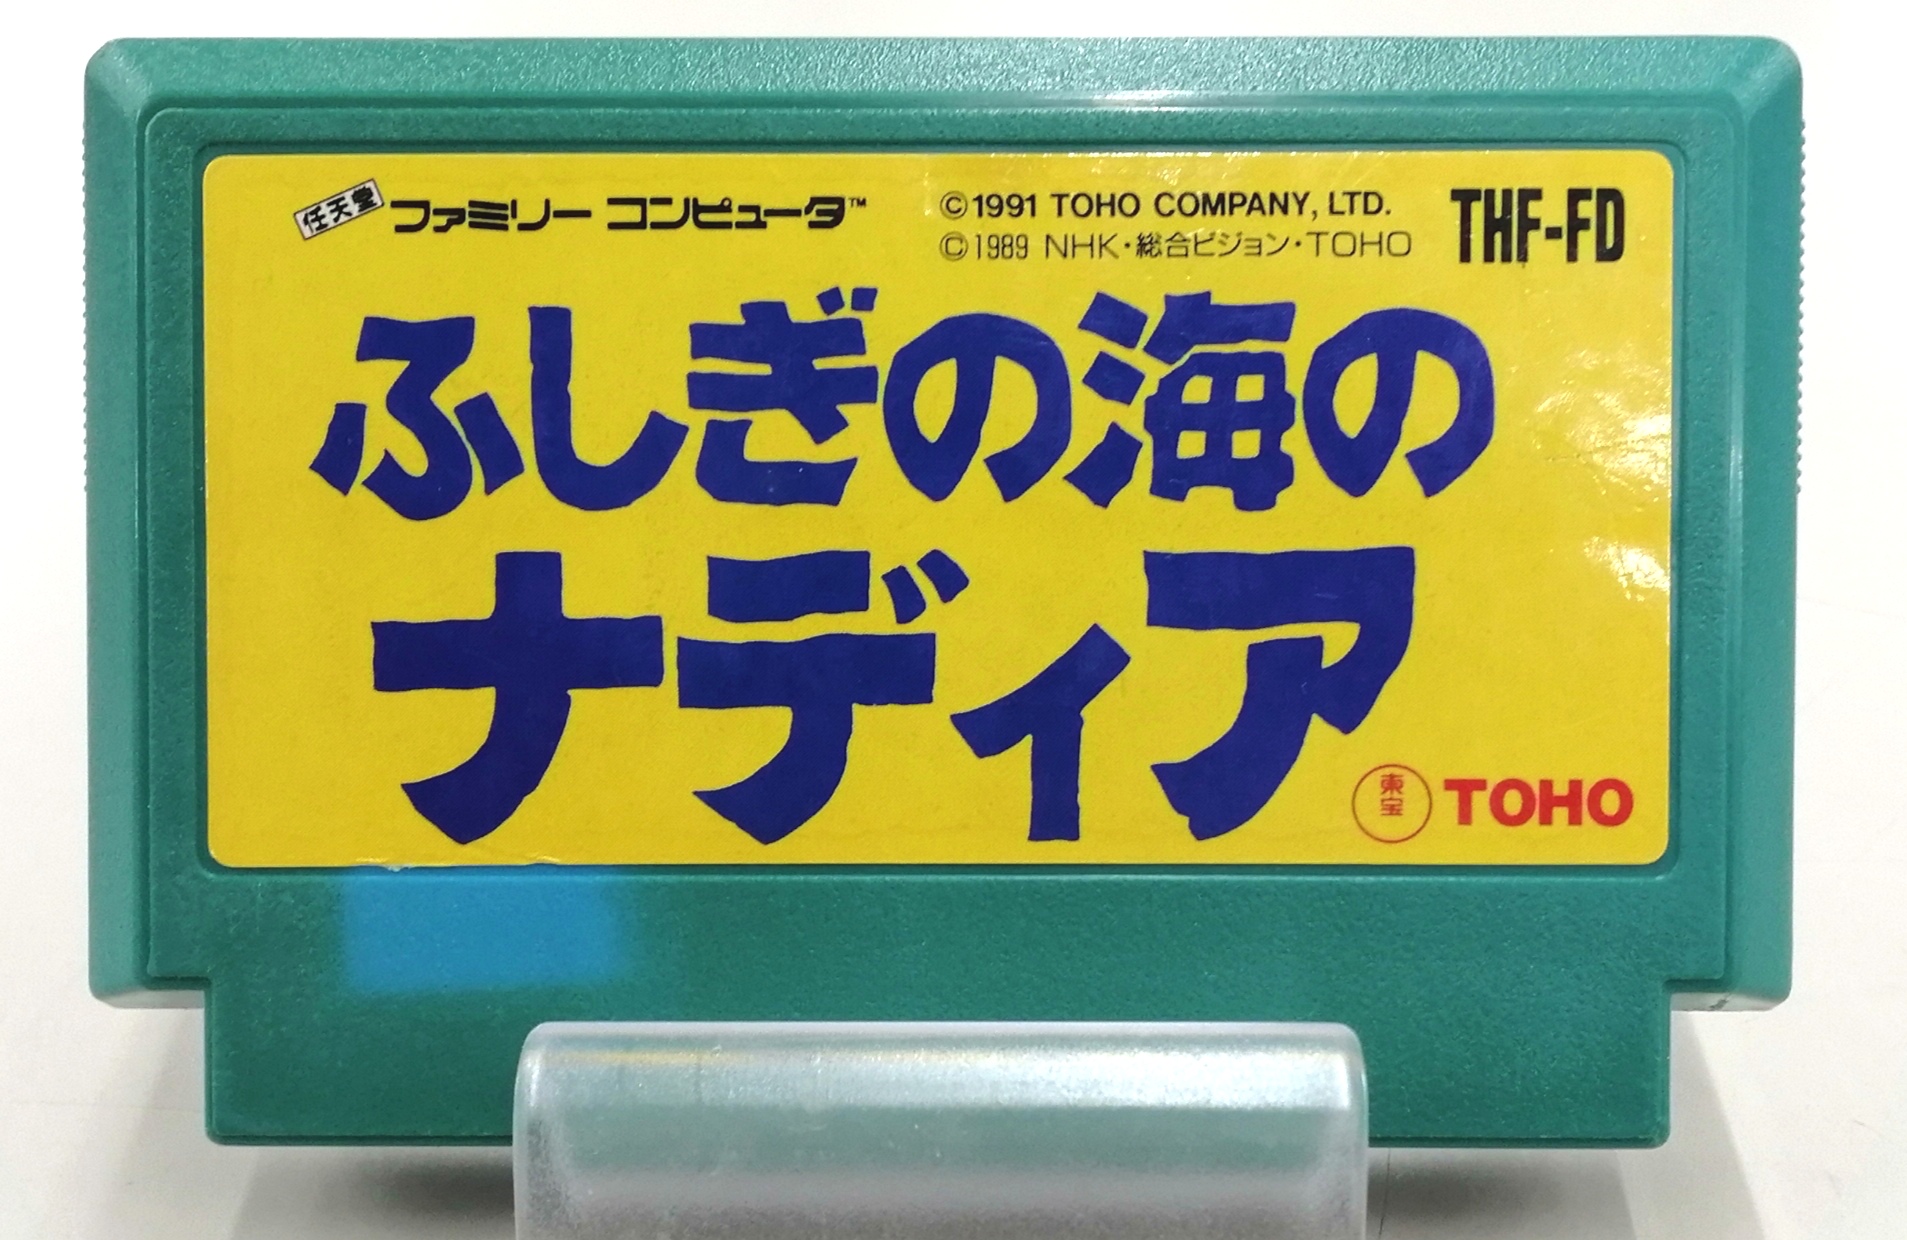 任天堂 ファミリー コンピュータ™
©1991 TOHO COMPANY, LTD.
©1989 NHK・総合ビジョン・TOHO
THF-FD
ふしぎの海の
ナディア
東宝 TOHO